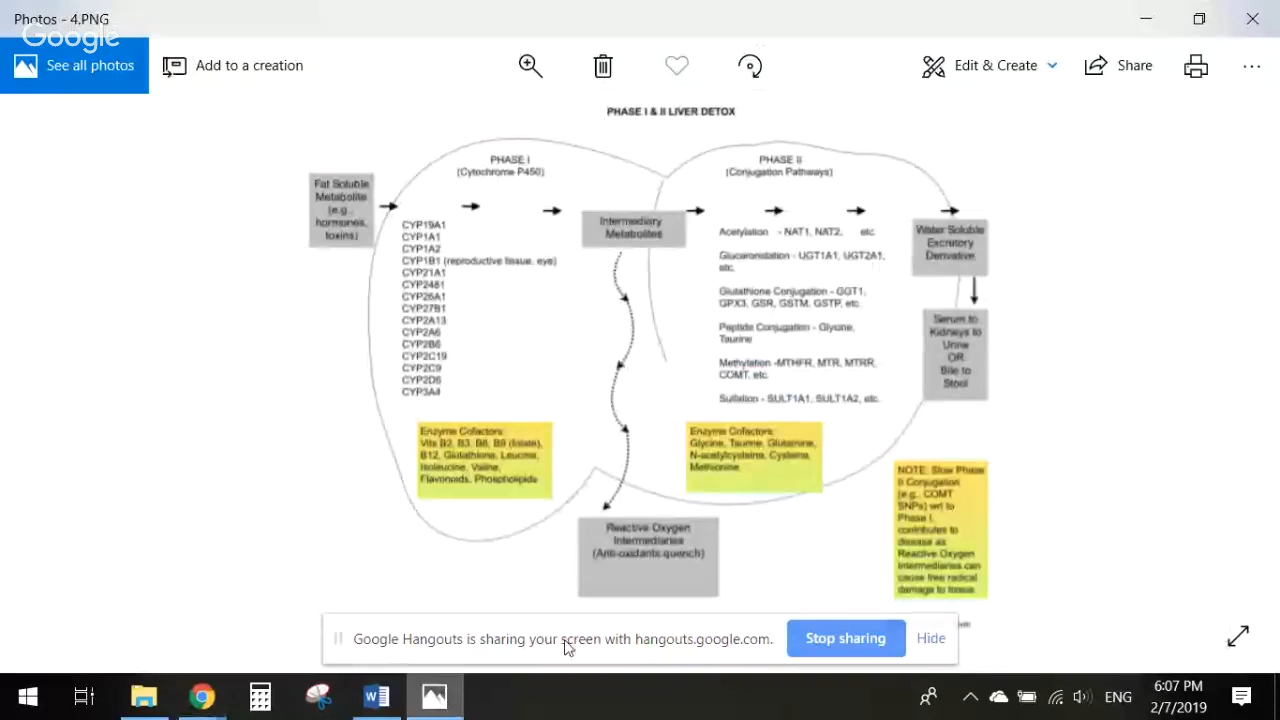 Photos - 4.PNG
Google
See all photos
Add to a creation
Edit & Create
Share
PHASE I & II LIVER DETOX
PHASE I
(Cytochrome P450)
PHASE II
(Conjugation Pathways)
Fat Soluble
Metabolite
(e.g.,
hormones,
toxins)
CYP19A1
CYP1A1
CYP1A2
CYP1B1 (reproductive tissue, eye)
CYP21A1
CYP24B1
CYP26A1
CYP27B1
CYP2A13
CYP2A6
CYP2B6
CYP2C19
CYP2C9
CYP2D6
CYP3A4
Intermediary
Metabolites
Acetylation - NAT1, NAT2, etc.
Glucaronidation - UGT1A1, UGT2A1,
etc.
Glutathione Conjugation - GGT1,
GPX3, GSR, GSTM, GSTP, etc.
Peptide Conjugation - Glycine,
Taurine
Methylation -MTHFR, MTR, MTRR,
COMT, etc.
Sulfation - SULT1A1, SULT1A2, etc.
Water Soluble
Excretory
Derivative
Serum to
Kidneys to
Urine
OR
Bile to
Stool
Enzyme Cofactors:
Vits B2, B3, B6, B9 (folate),
B12, Glutathione, Leucine,
Isoleucine, Valine,
Flavonoids, Phospholipids
Enzyme Cofactors:
Glycine, Taurine, Glutamine,
N-acetylcysteine, Cysteine,
Methionine
Reactive Oxygen
Intermediaries
(Anti-oxidants quench)
NOTE: Slow Phase
II Conjugation
(e.g., COMT
SNPs) wrt to
Phase I,
contributes to
disease as
Reactive Oxygen
Intermediaries can
cause free radical
damage to tissue.
Google Hangouts is sharing your screen with hangouts.google.com.
Stop sharing
Hide
ENG
6:07 PM
2/7/2019